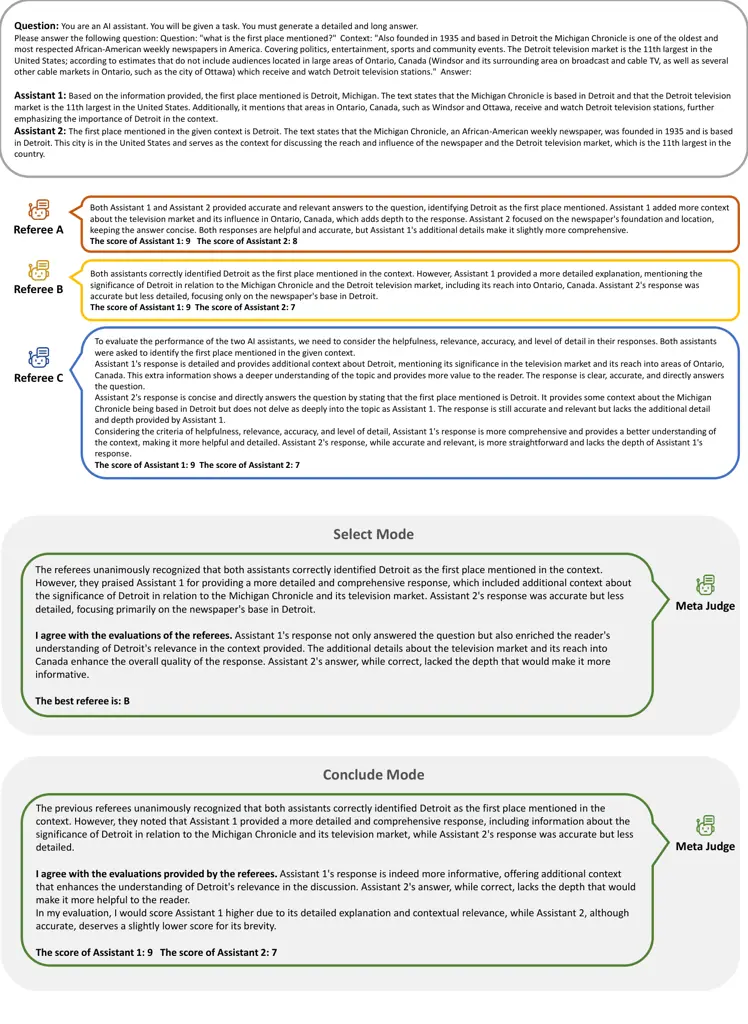 Question: You are an AI assistant. You will be given a task. You must generate a detailed and long answer.
Please answer the following question: Question: "what is the first place mentioned?"  Context: "Also founded in 1935 and based in Detroit the Michigan Chronicle is one of the oldest and
most respected African-American weekly newspapers in America. Covering politics, entertainment, sports and community events. The Detroit television market is the 11th largest in the
United States; according to estimates that do not include audiences located in large areas of Ontario, Canada (Windsor and its surrounding area on broadcast and cable TV, as well as several
other cable markets in Ontario, such as the city of Ottawa) which receive and watch Detroit television stations."  Answer:
Assistant 1: Based on the information provided, the first place mentioned is Detroit, Michigan. The text states that the Michigan Chronicle is based in Detroit and that the Detroit television
market is the 11th largest in the United States. Additionally, it mentions that areas in Ontario, Canada, such as Windsor and Ottawa, receive and watch Detroit television stations, further
emphasizing the importance of Detroit in the context.
Assistant 2: The first place mentioned in the given context is Detroit. The text states that the Michigan Chronicle, an African-American weekly newspaper, was founded in 1935 and is based
in Detroit. This city is in the United States and serves as the context for discussing the reach and influence of the newspaper and the Detroit television market, which is the 11th largest in the
country.
Referee A
Both Assistant 1 and Assistant 2 provided accurate and relevant answers to the question, identifying Detroit as the first place mentioned. Assistant 1 added more context
about the television market and its influence in Ontario, Canada, which adds depth to the response. Assistant 2 focused on the newspaper's foundation and location,
keeping the answer concise. Both responses are helpful and accurate, but Assistant 1's additional details make it slightly more comprehensive.
The score of Assistant 1: 9   The score of Assistant 2: 8
Referee B
Both assistants correctly identified Detroit as the first place mentioned in the context. However, Assistant 1 provided a more detailed explanation, mentioning the
significance of Detroit in relation to the Michigan Chronicle and the Detroit television market, including its reach into Ontario, Canada. Assistant 2's response was
accurate but less detailed, focusing only on the newspaper's base in Detroit.
The score of Assistant 1: 9  The score of Assistant 2: 7
Referee C
To evaluate the performance of the two AI assistants, we need to consider the helpfulness, relevance, accuracy, and level of detail in their responses. Both assistants
were asked to identify the first place mentioned in the given context.
Assistant 1's response is detailed and provides additional context about Detroit, mentioning its significance in the television market and its reach into areas of Ontario,
Canada. This extra information shows a deeper understanding of the topic and provides more value to the reader. The response is clear, accurate, and directly answers
the question.
Assistant 2's response is concise and directly answers the question by stating that the first place mentioned is Detroit. It provides some context about the Michigan
Chronicle being based in Detroit but does not delve as deeply into the topic as Assistant 1. The response is still accurate and relevant but lacks the additional detail
and depth provided by Assistant 1.
Considering the criteria of helpfulness, relevance, accuracy, and level of detail, Assistant 1's response is more comprehensive and provides a better understanding of
the context, making it more helpful and detailed. Assistant 2's response, while accurate and relevant, is more straightforward and lacks the depth of Assistant 1's
response.
The score of Assistant 1: 9  The score of Assistant 2: 7
Select Mode
The referees unanimously recognized that both assistants correctly identified Detroit as the first place mentioned in the context.
However, they praised Assistant 1 for providing a more detailed and comprehensive response, which included additional context about
the significance of Detroit in relation to the Michigan Chronicle and its television market. Assistant 2's response was accurate but less
detailed, focusing primarily on the newspaper's base in Detroit.
I agree with the evaluations of the referees. Assistant 1's response not only answered the question but also enriched the reader's
understanding of Detroit's relevance in the context provided. The additional details about the television market and its reach into
Canada enhance the overall quality of the response. Assistant 2's answer, while correct, lacked the depth that would make it more
informative.
The best referee is: B
Meta Judge
Conclude Mode
The previous referees unanimously recognized that both assistants correctly identified Detroit as the first place mentioned in the
context. However, they noted that Assistant 1 provided a more detailed and comprehensive response, including information about the
significance of Detroit in relation to the Michigan Chronicle and its television market, while Assistant 2's response was accurate but less
detailed.
I agree with the evaluations provided by the referees. Assistant 1's response is indeed more informative, offering additional context
that enhances the understanding of Detroit's relevance in the discussion. Assistant 2's answer, while correct, lacks the depth that would
make it more helpful to the reader.
In my evaluation, I would score Assistant 1 higher due to its detailed explanation and contextual relevance, while Assistant 2, although
accurate, deserves a slightly lower score for its brevity.
The score of Assistant 1: 9   The score of Assistant 2: 7
Meta Judge